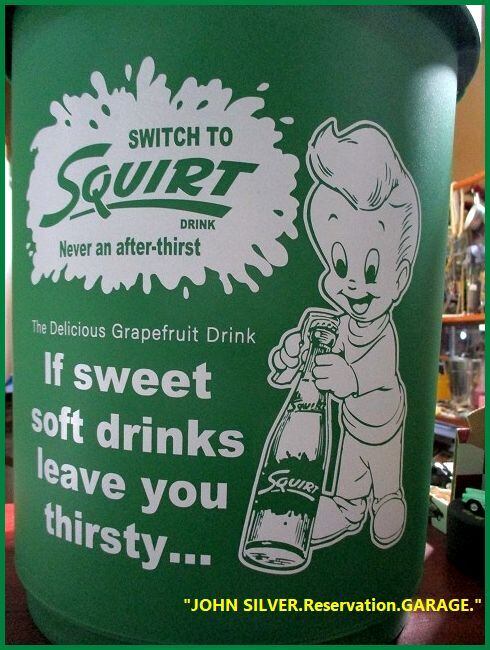 SWITCH TO
SQUIRT
DRINK
Never an after-thirst
The Delicious Grapefruit Drink
If sweet
soft drinks
leave you
thirsty...
SQUIRT
SQUIRT
"JOHN SILVER.Reservation.GARAGE."